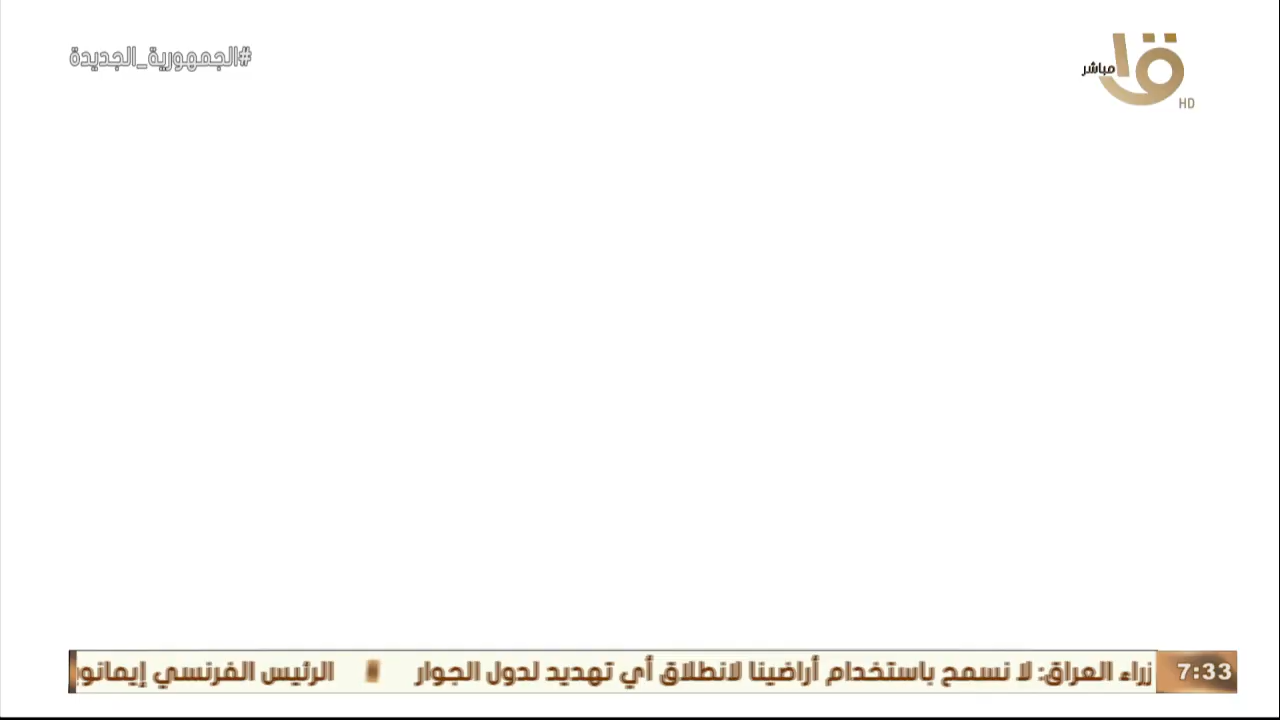 #الجمهورية_الجديدة
مباشر
HD
7:33
زراء العراق: لا نسمح باستخدام أراضينا لانطلاق أي تهديد لدول الجوار
الرئيس الفرنسي إيمانو